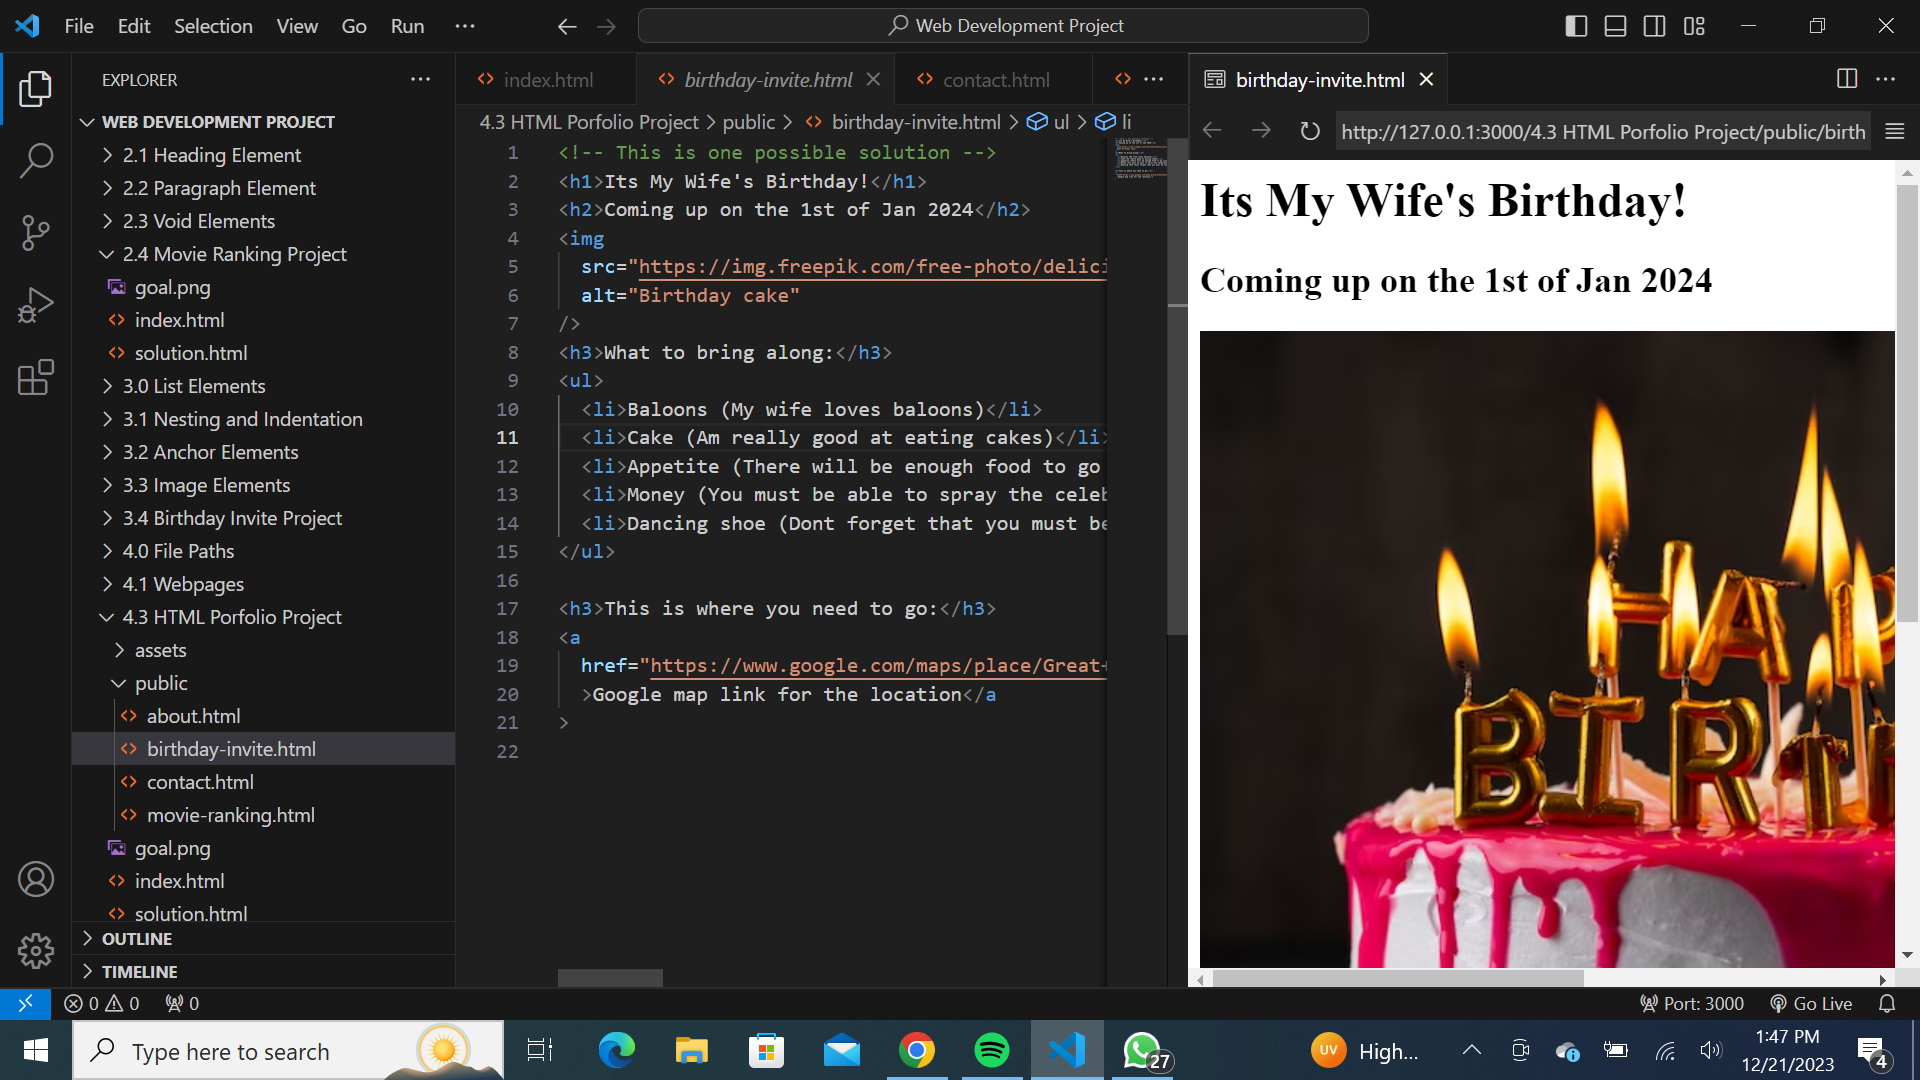 File Edit Selection View Go Run ··· Web Development Project
EXPLORER
WEB DEVELOPMENT PROJECT
2.1 Heading Element
2.2 Paragraph Element
2.3 Void Elements
2.4 Movie Ranking Project
goal.png
index.html
solution.html
3.0 List Elements
3.1 Nesting and Indentation
3.2 Anchor Elements
3.3 Image Elements
3.4 Birthday Invite Project
4.0 File Paths
4.1 Webpages
4.3 HTML Porfolio Project
assets
public
about.html
birthday-invite.html
contact.html
movie-ranking.html
goal.png
index.html
solution.html
OUTLINE
TIMELINE
index.html birthday-invite.html contact.html
4.3 HTML Porfolio Project > public > birthday-invite.html > ul > li
1 <!-- This is one possible solution -->
2 <h1>Its My Wife's Birthday!</h1>
3 <h2>Coming up on the 1st of Jan 2024</h2>
4 <img
5 src="https://img.freepik.com/free-photo/delici
6 alt="Birthday cake"
7 />
8 <h3>What to bring along:</h3>
9 <ul>
10 <li>Baloons (My wife loves baloons)</li>
11 <li>Cake (Am really good at eating cakes)</li>
12 <li>Appetite (There will be enough food to go
13 <li>Money (You must be able to spray the celeb
14 <li>Dancing shoe (Dont forget that you must be
15 </ul>
16
17 <h3>This is where you need to go:</h3>
18 <a
19 href="https://www.google.com/maps/place/Great+
20 >Google map link for the location</a
21 >
22
birthday-invite.html
http://127.0.0.1:3000/4.3 HTML Porfolio Project/public/birth
Its My Wife's Birthday!
Coming up on the 1st of Jan 2024
HAP
BIRTH
0 0 0 Port: 3000 Go Live
Type here to search
27
UV High...
1:47 PM
12/21/2023
4